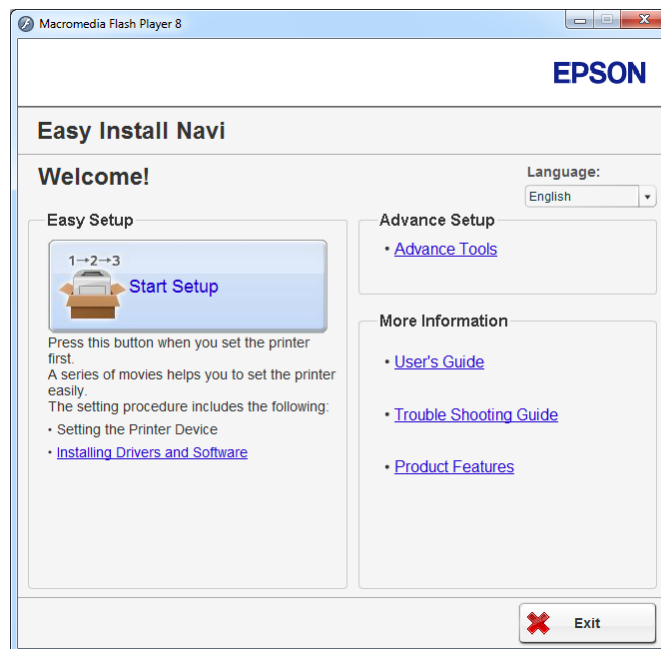 Macromedia Flash Player 8
EPSON
Easy Install Navi
Welcome!
Language:
English
Easy Setup
1→2→3
Start Setup
Press this button when you set the printer
first.
A series of movies helps you to set the printer
easily.
The setting procedure includes the following:
• Setting the Printer Device
• Installing Drivers and Software
Advance Setup
• Advance Tools
More Information
• User's Guide
• Trouble Shooting Guide
• Product Features
Exit